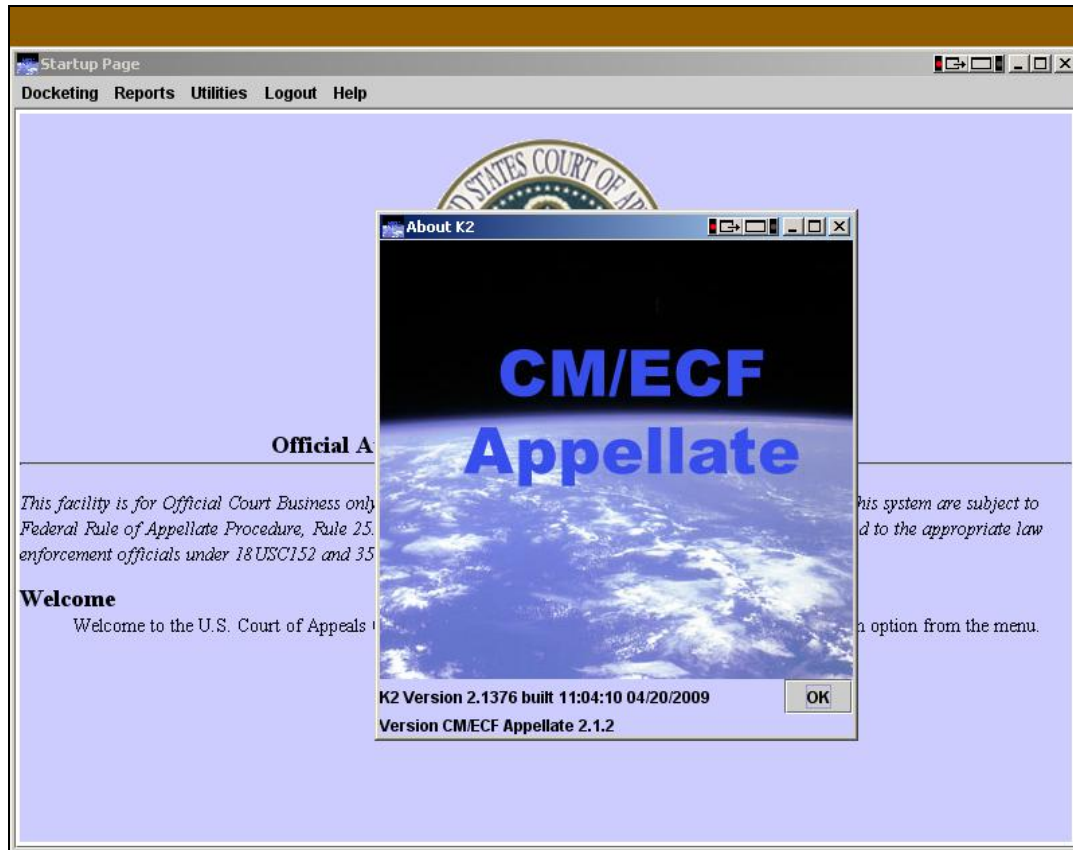 Startup Page
Docketing Reports Utilities Logout Help
STATES COURT OF
About K2
CM/ECF
Appellate
Official
This facility is for Official Court Business only
his system are subject to
Federal Rule of Appellate Procedure, Rule 25.
d to the appropriate law
enforcement officials under 18USC152 and 35
Welcome
Welcome to the U.S. Court of Appeals
n option from the menu.
K2 Version 2.1376 built 11:04:10 04/20/2009
OK
Version CM/ECF Appellate 2.1.2